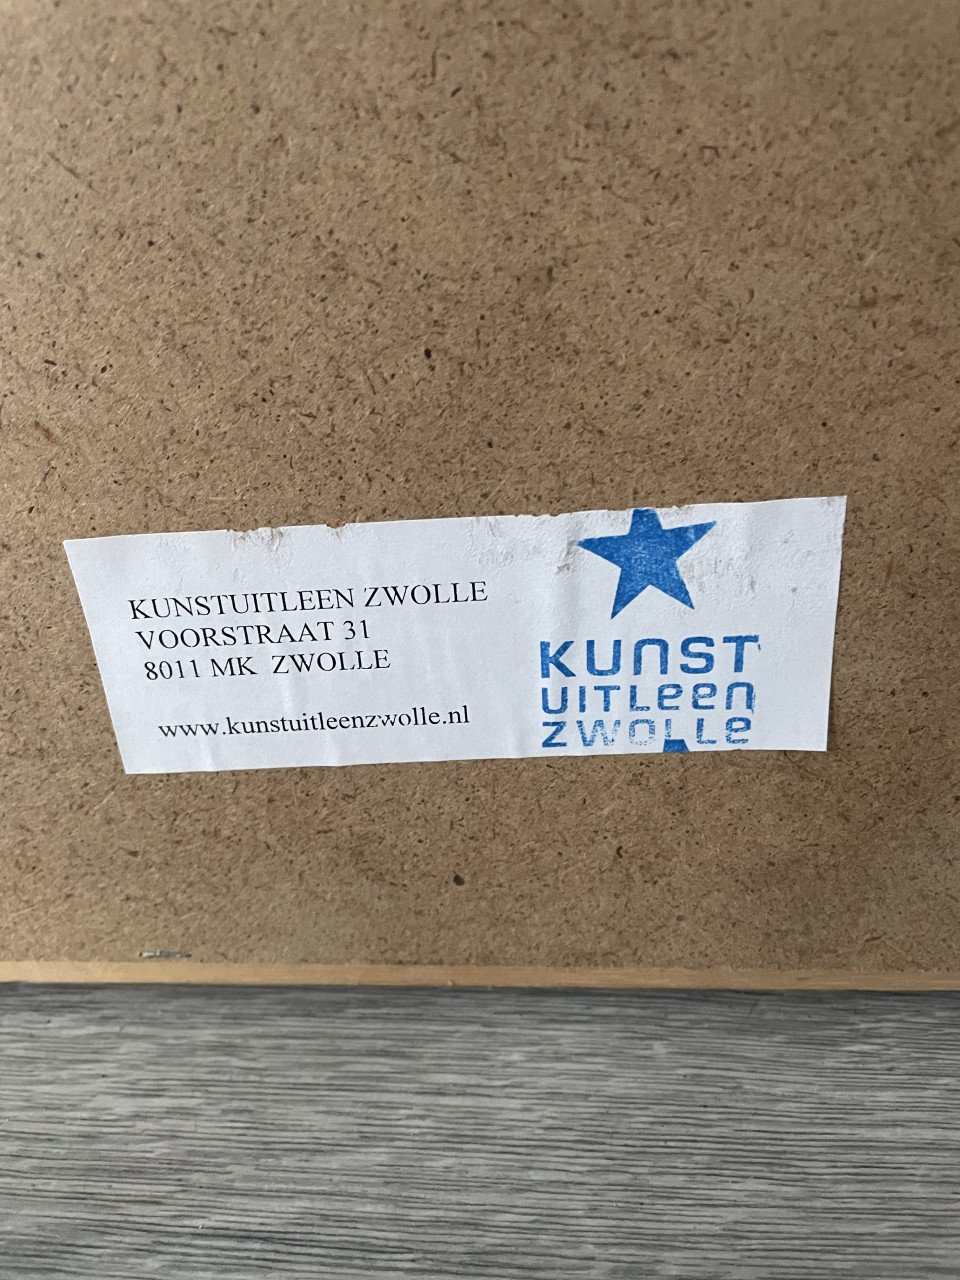 KUNSTUITLEEN ZWOLLE
VOORSTRAAT 31
8011 MK  ZWOLLE
www.kunstuitleenzwolle.nl
KUNST
UITLeen
ZWOLLe